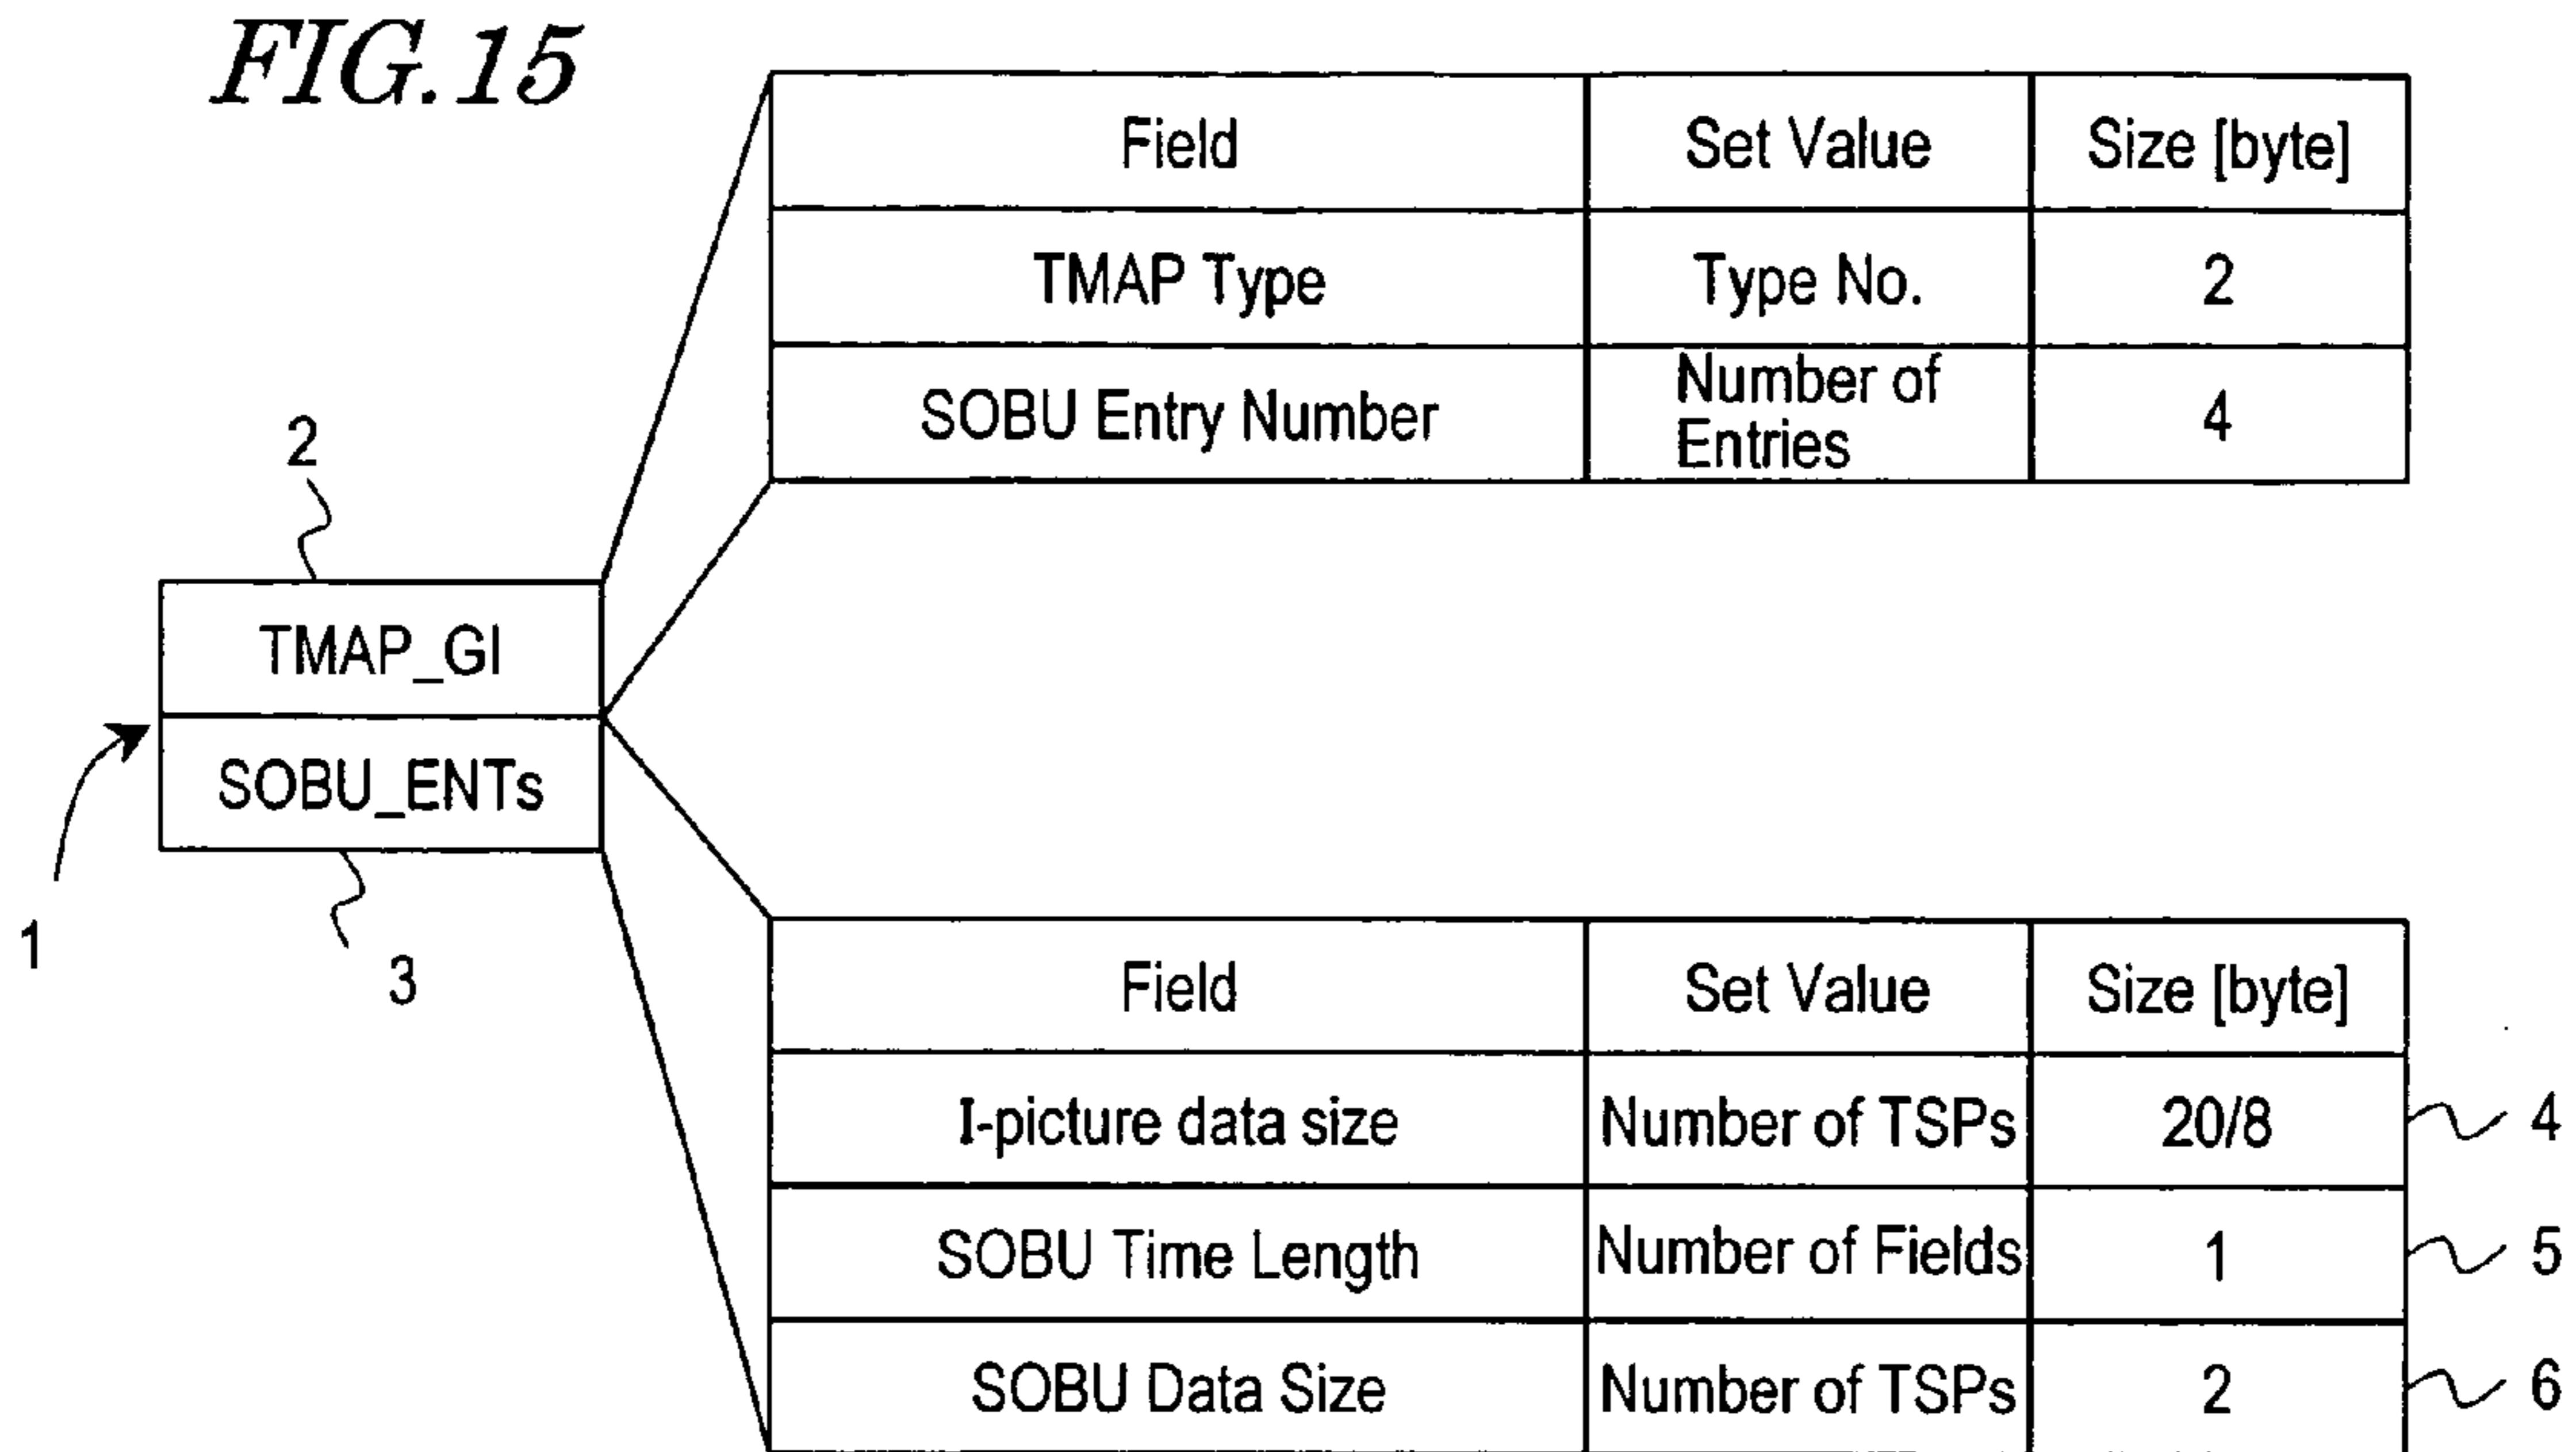 FIG.15
Field Set Value Size [byte]
TMAP Type Type No. 2
SOBU Entry Number Number of Entries 4
2
TMAP_GI
SOBU_ENTs
1
3
Field Set Value Size [byte]
I-picture data size Number of TSPs 20/8 4
SOBU Time Length Number of Fields 1 5
SOBU Data Size Number of TSPs 2 6